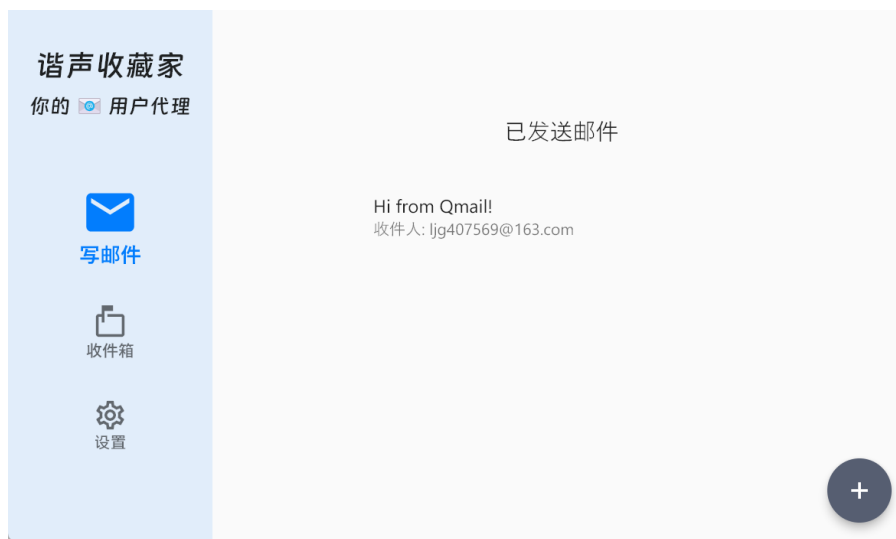 谐声收藏家
你的 📧 用户代理
写邮件
收件箱
设置
已发送邮件
Hi from Qmail!
收件人: ljg407569@163.com
+